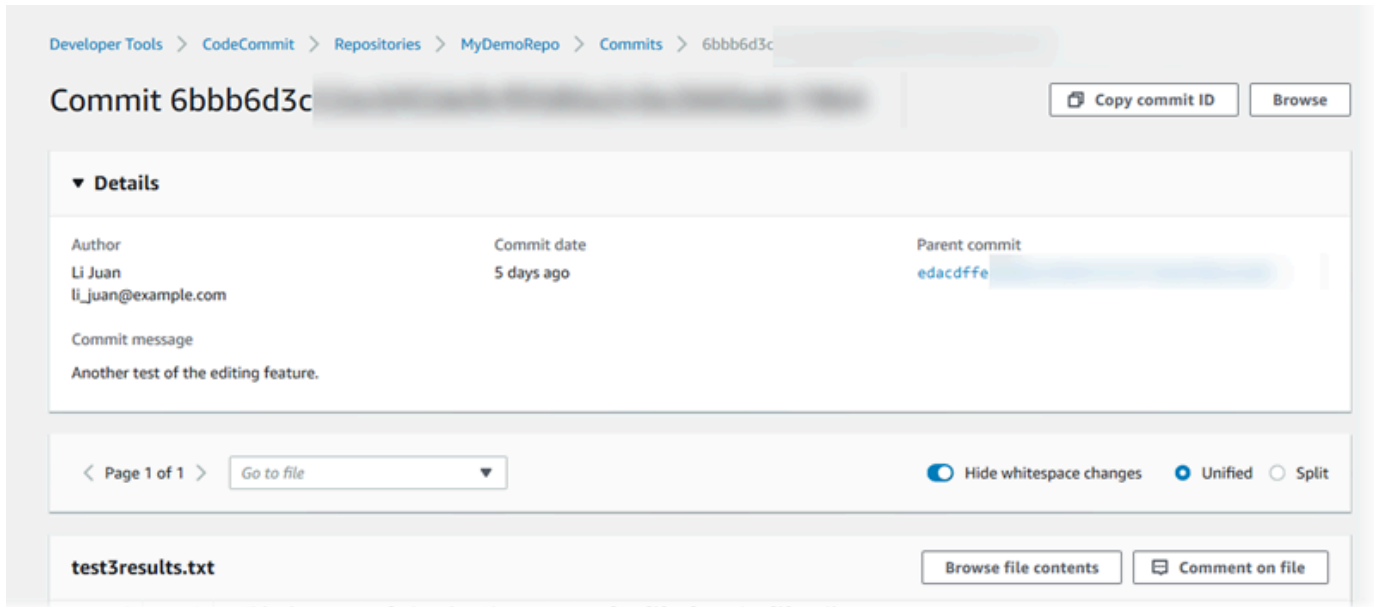 Developer Tools > CodeCommit > Repositories > MyDemoRepo > Commits > 6bbb6d3c
Commit 6bbb6d3c
Copy commit ID Browse
▼ Details
Author Commit date Parent commit
Li Juan 5 days ago edacdffe
li_juan@example.com
Commit message
Another test of the editing feature.
< Page 1 of 1 > Go to file ▼ Hide whitespace changes Unified Split
test3results.txt Browse file contents Comment on file